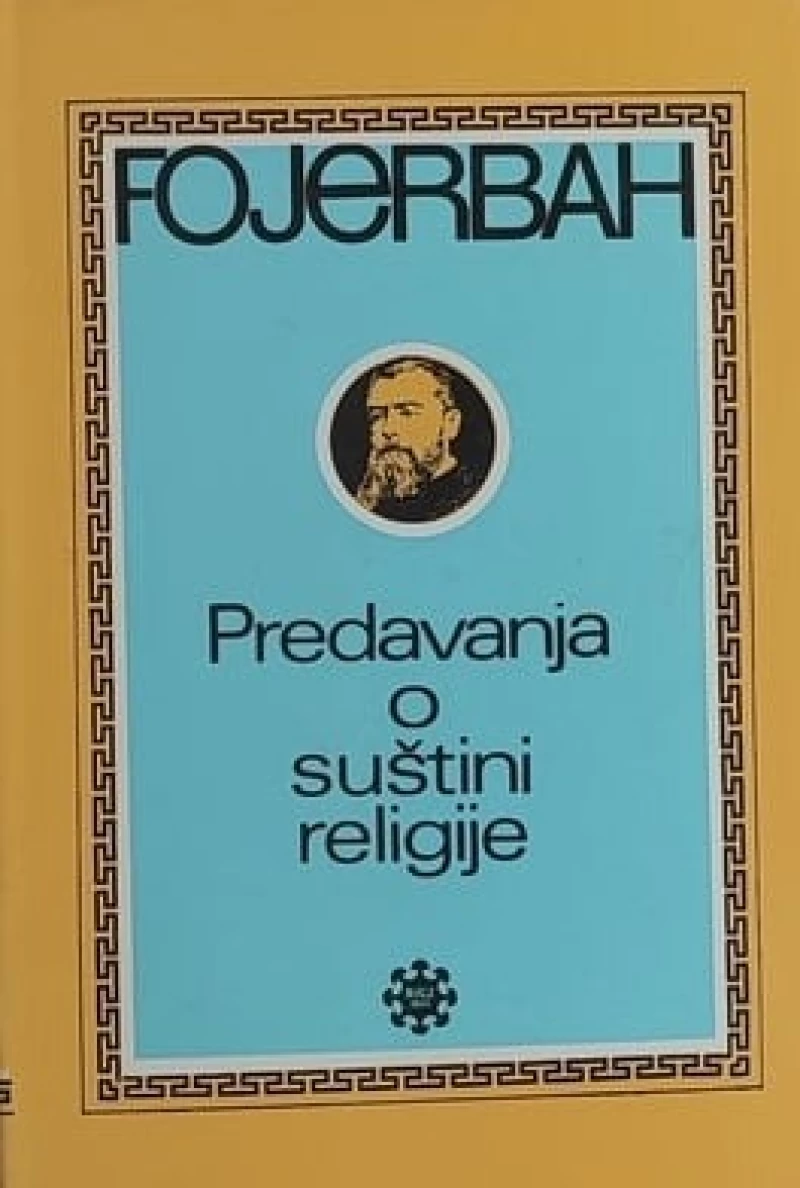 FOJeRBAH
Predavanja
o
suštini
religije